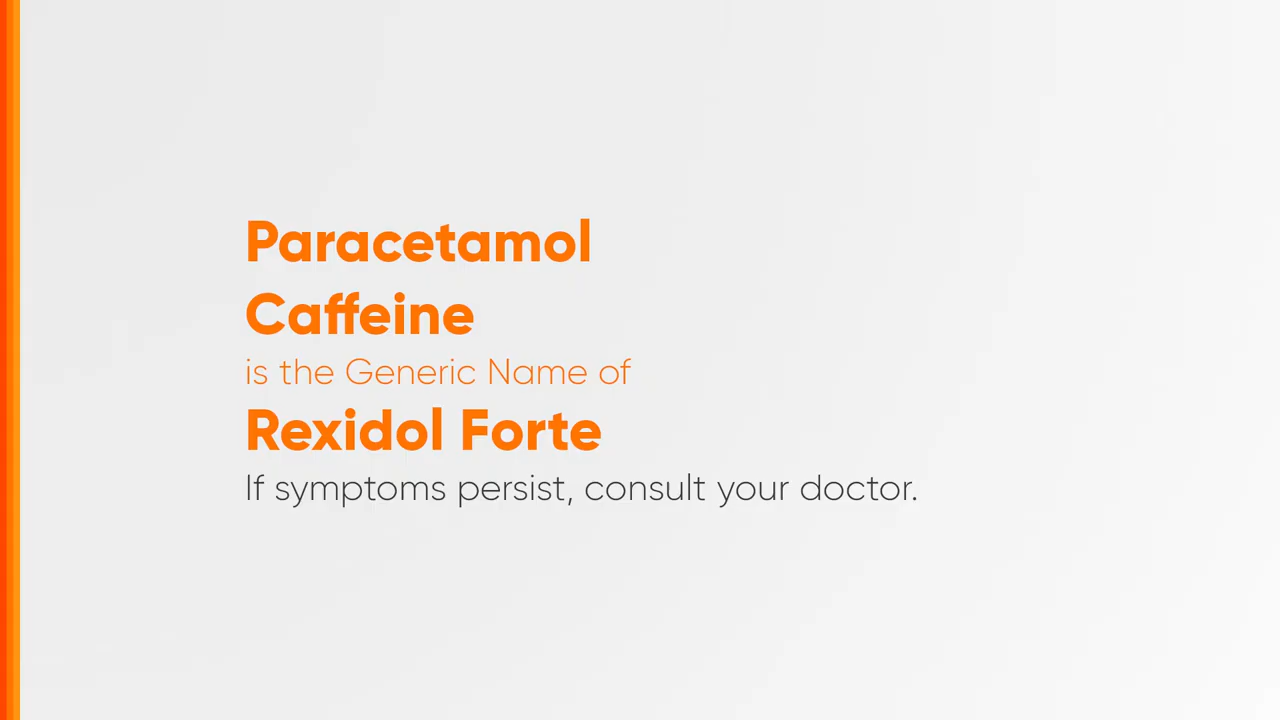 Paracetamol
Caffeine
is the Generic Name of
Rexidol Forte
If symptoms persist, consult your doctor.